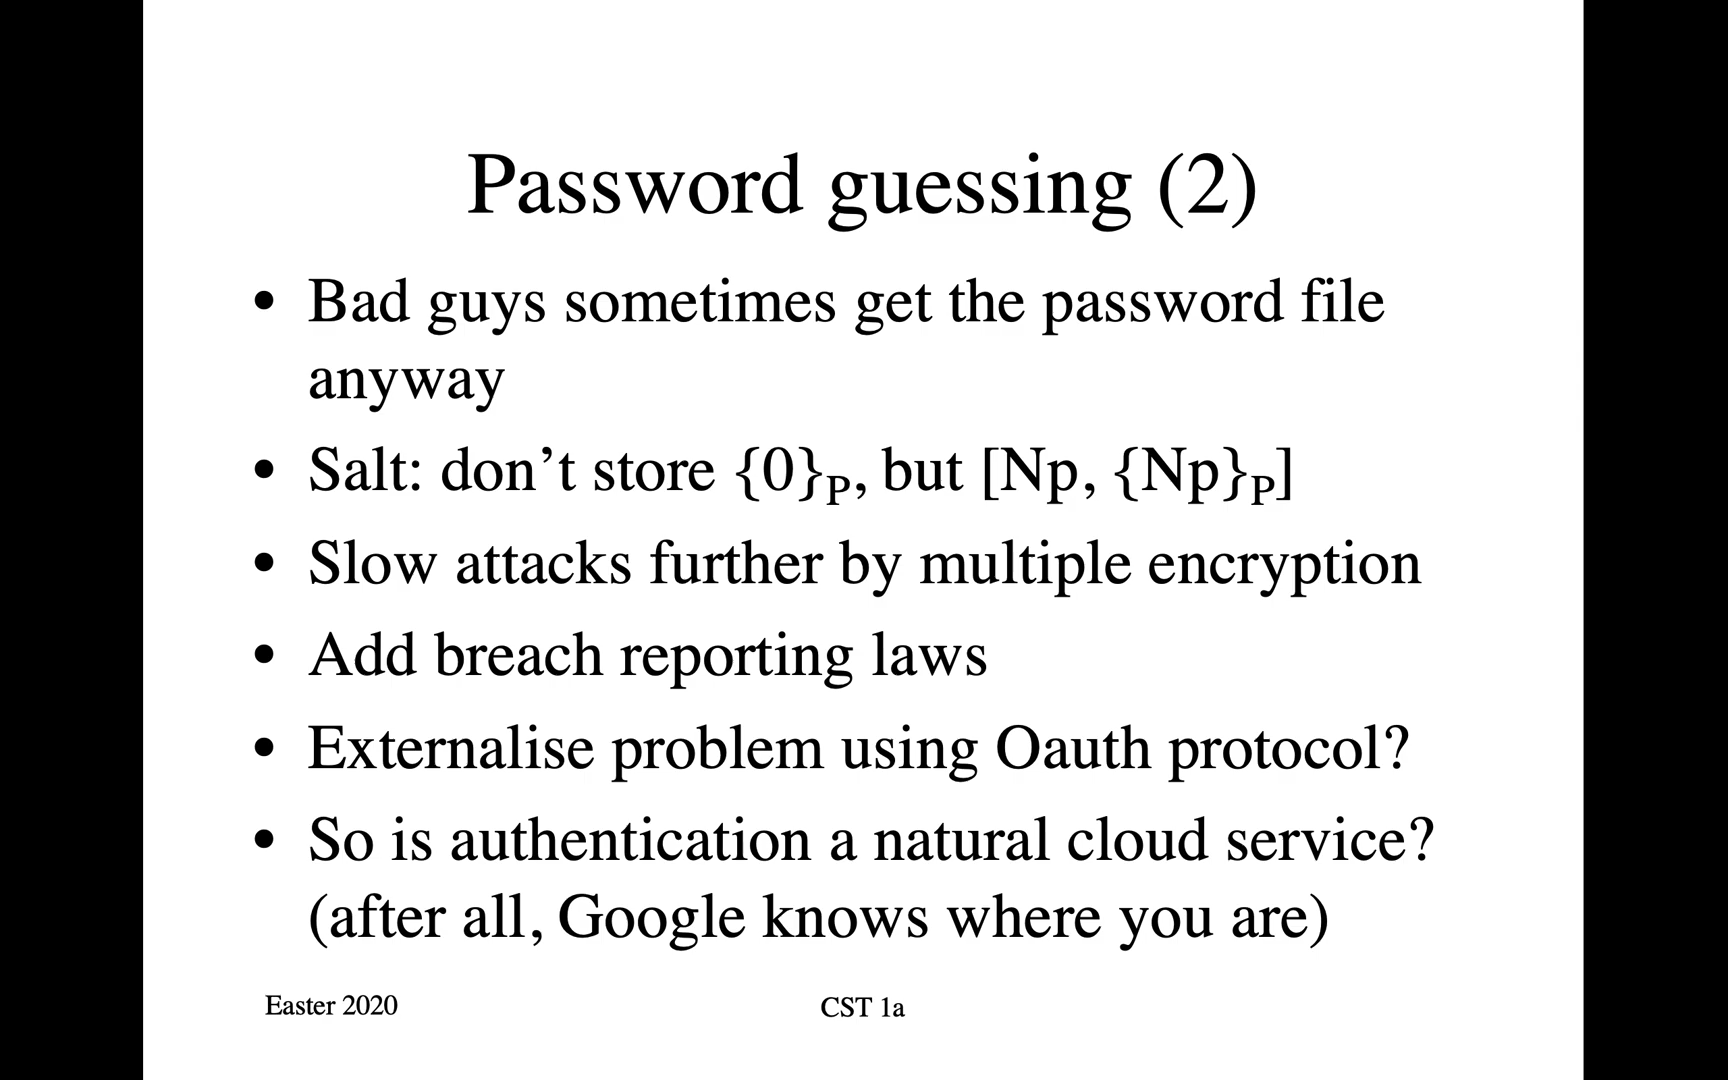 Password guessing (2)
• Bad guys sometimes get the password file
anyway
• Salt: don’t store {0}P, but [Np, {Np}P]
• Slow attacks further by multiple encryption
• Add breach reporting laws
• Externalise problem using Oauth protocol?
• So is authentication a natural cloud service?
(after all, Google knows where you are)
Easter 2020
CST 1a